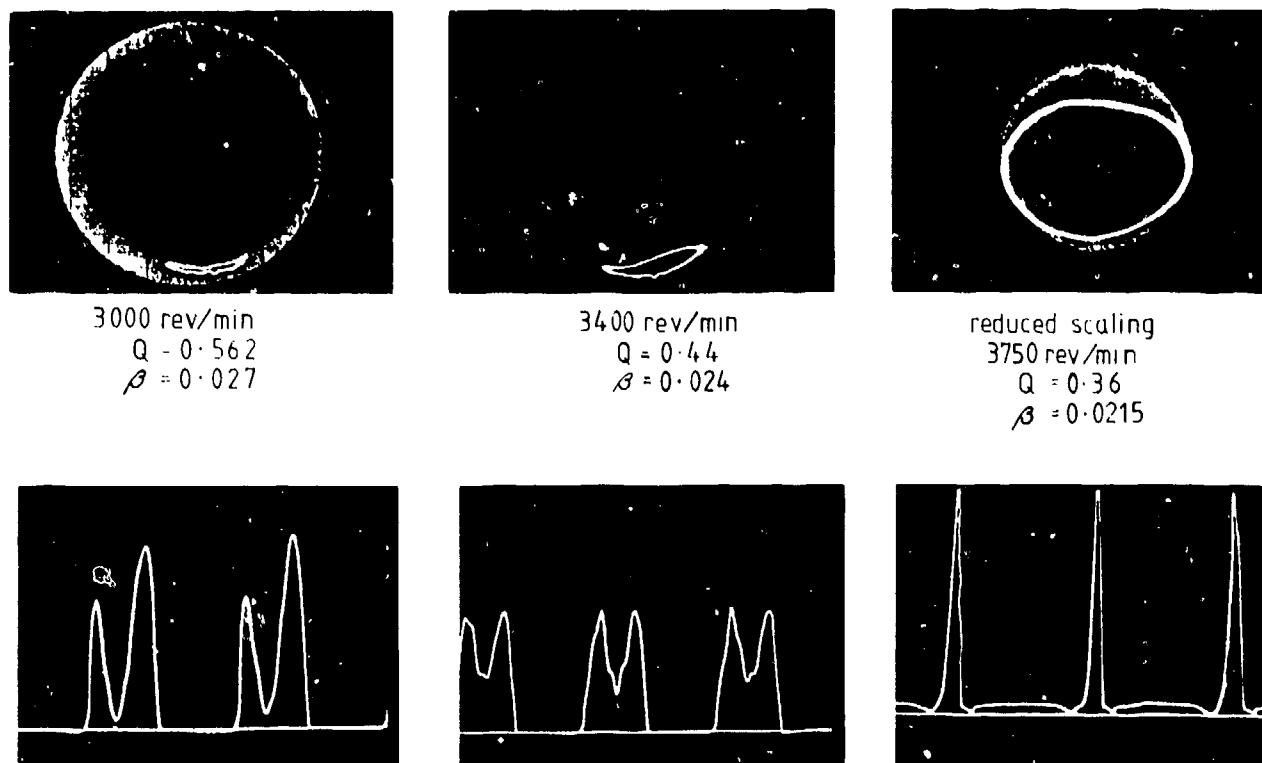 3000 rev/min
Q - 0·562
β = 0·027
3400 rev/min
Q = 0·44
β = 0·024
reduced scaling
3750 rev/min
Q = 0·36
β = 0·0215